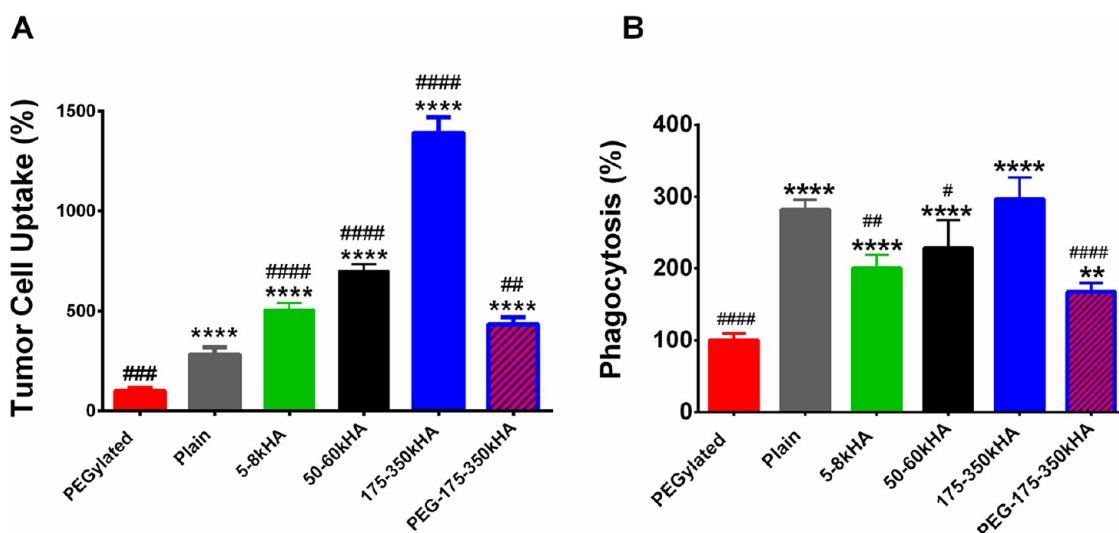 A
Tumor Cell Uptake (%)
1500
1000
500
0
###
****
####
****
####
****
####
****
##
****
PEGylated
Plain
5-8kHA
50-60kHA
175-350kHA
PEG-175-350kHA
B
Phagocytosis (%)
400
300
200
100
0
####
****
##
****
#
****
****
####
**
PEGylated
Plain
5-8kHA
50-60kHA
175-350kHA
PEG-175-350kHA